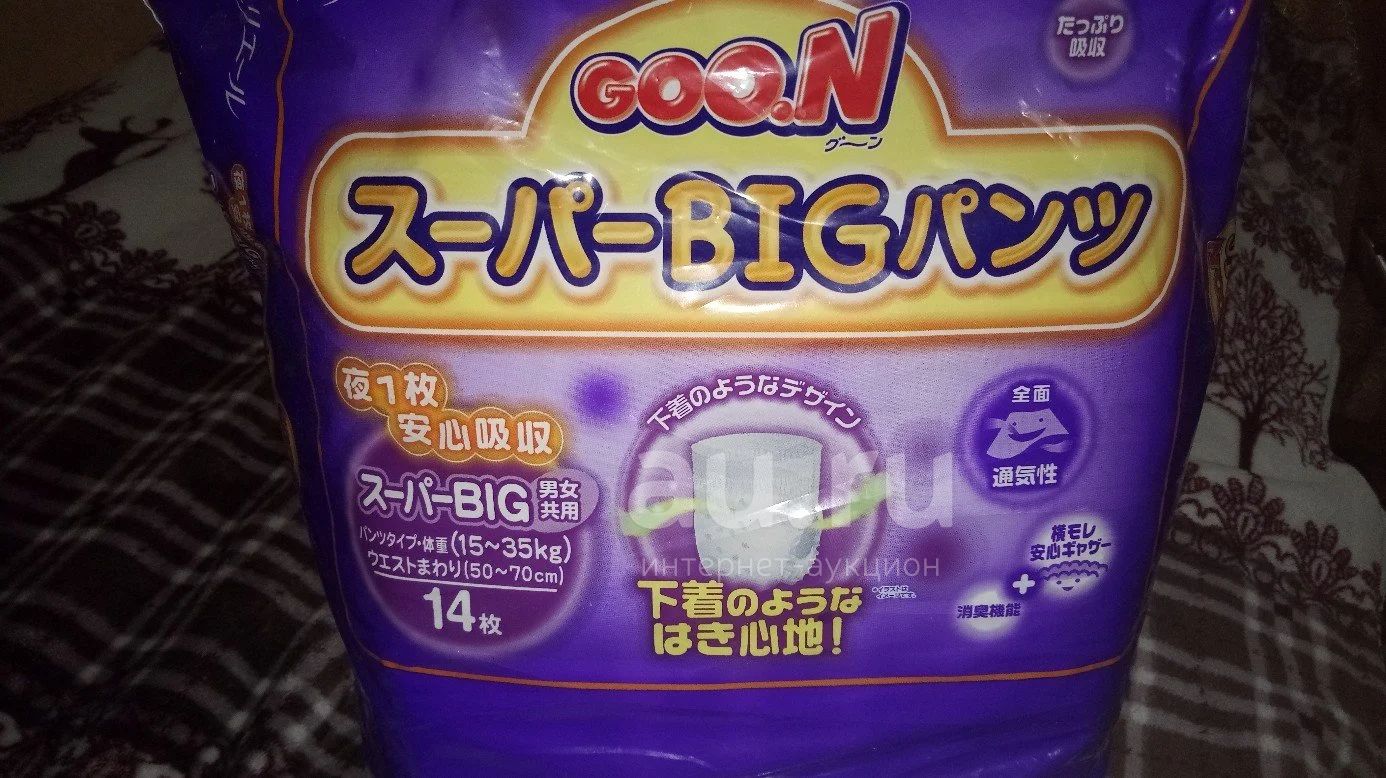 リエール
たっぷり
吸収
GOO.N
グ〜ン
スーパーBIGパンツ
夜1枚
安心吸収
スーパーBIG
男女
共用
パンツタイプ・体重(15〜35kg)
ウエストまわり(50〜70cm)
14枚
下着のようなデザイン
下着のような
はき心地!
全面
通気性
横モレ
安心ギャザー
+
消臭機能
au.ru
интернет-аукцион